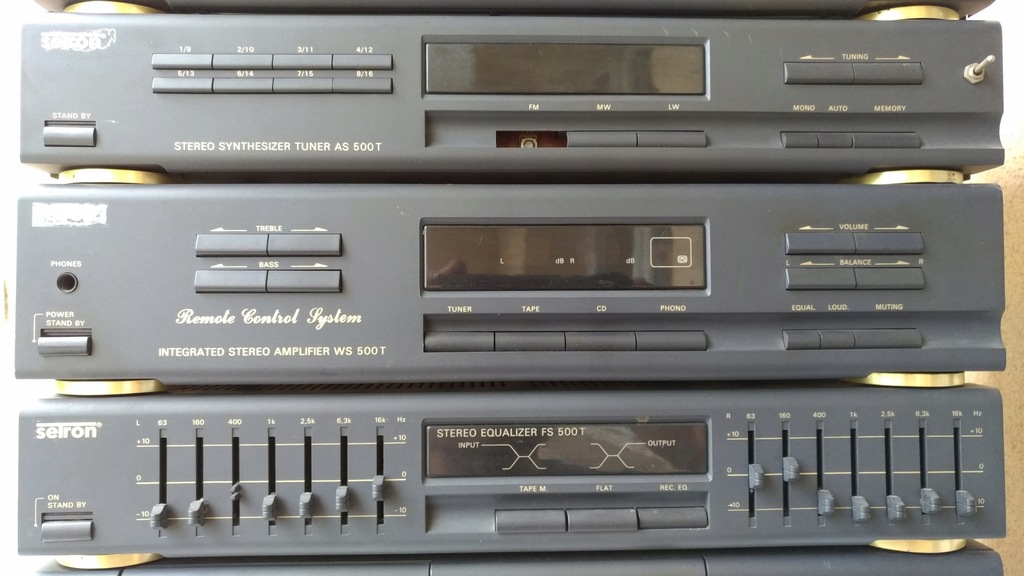 1/9 2/10 3/11 4/12
5/13 6/14 7/15 8/16
TUNING
FM MW LW
MONO AUTO MEMORY
STAND BY
STEREO SYNTHESIZER TUNER AS 500T
TREBLE
VOLUME
PHONES
BASS
L dB R dB
BALANCE R
POWER
STAND BY
Remote Control System
TUNER TAPE CD PHONO
EQUAL. LOUD. MUTING
INTEGRATED STEREO AMPLIFIER WS 500T
setron®
L 63 160 400 1k 2,5k 6,3k 16k Hz
+10 +10
0 0
-10 -10
STEREO EQUALIZER FS 500T
INPUT OUTPUT
R 63 160 400 1k 2,5k 6,3k 16k Hz
+10 +10
0 0
-10 -10
ON
STAND BY
TAPE M. FLAT REC. EQ.